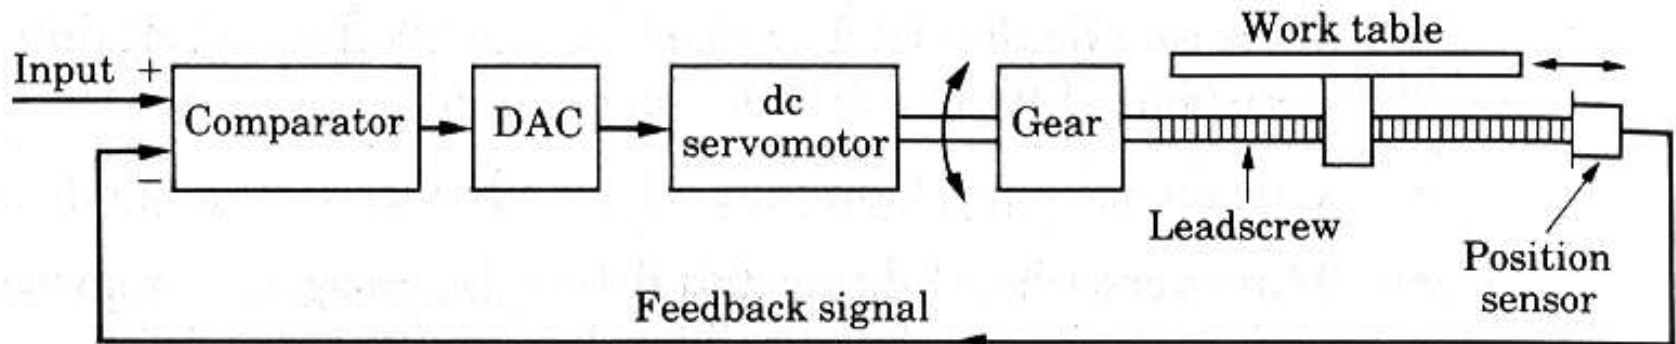 Work table
Input +
Comparator
DAC
dc
servomotor
Gear
−
Leadscrew
Position
sensor
Feedback signal